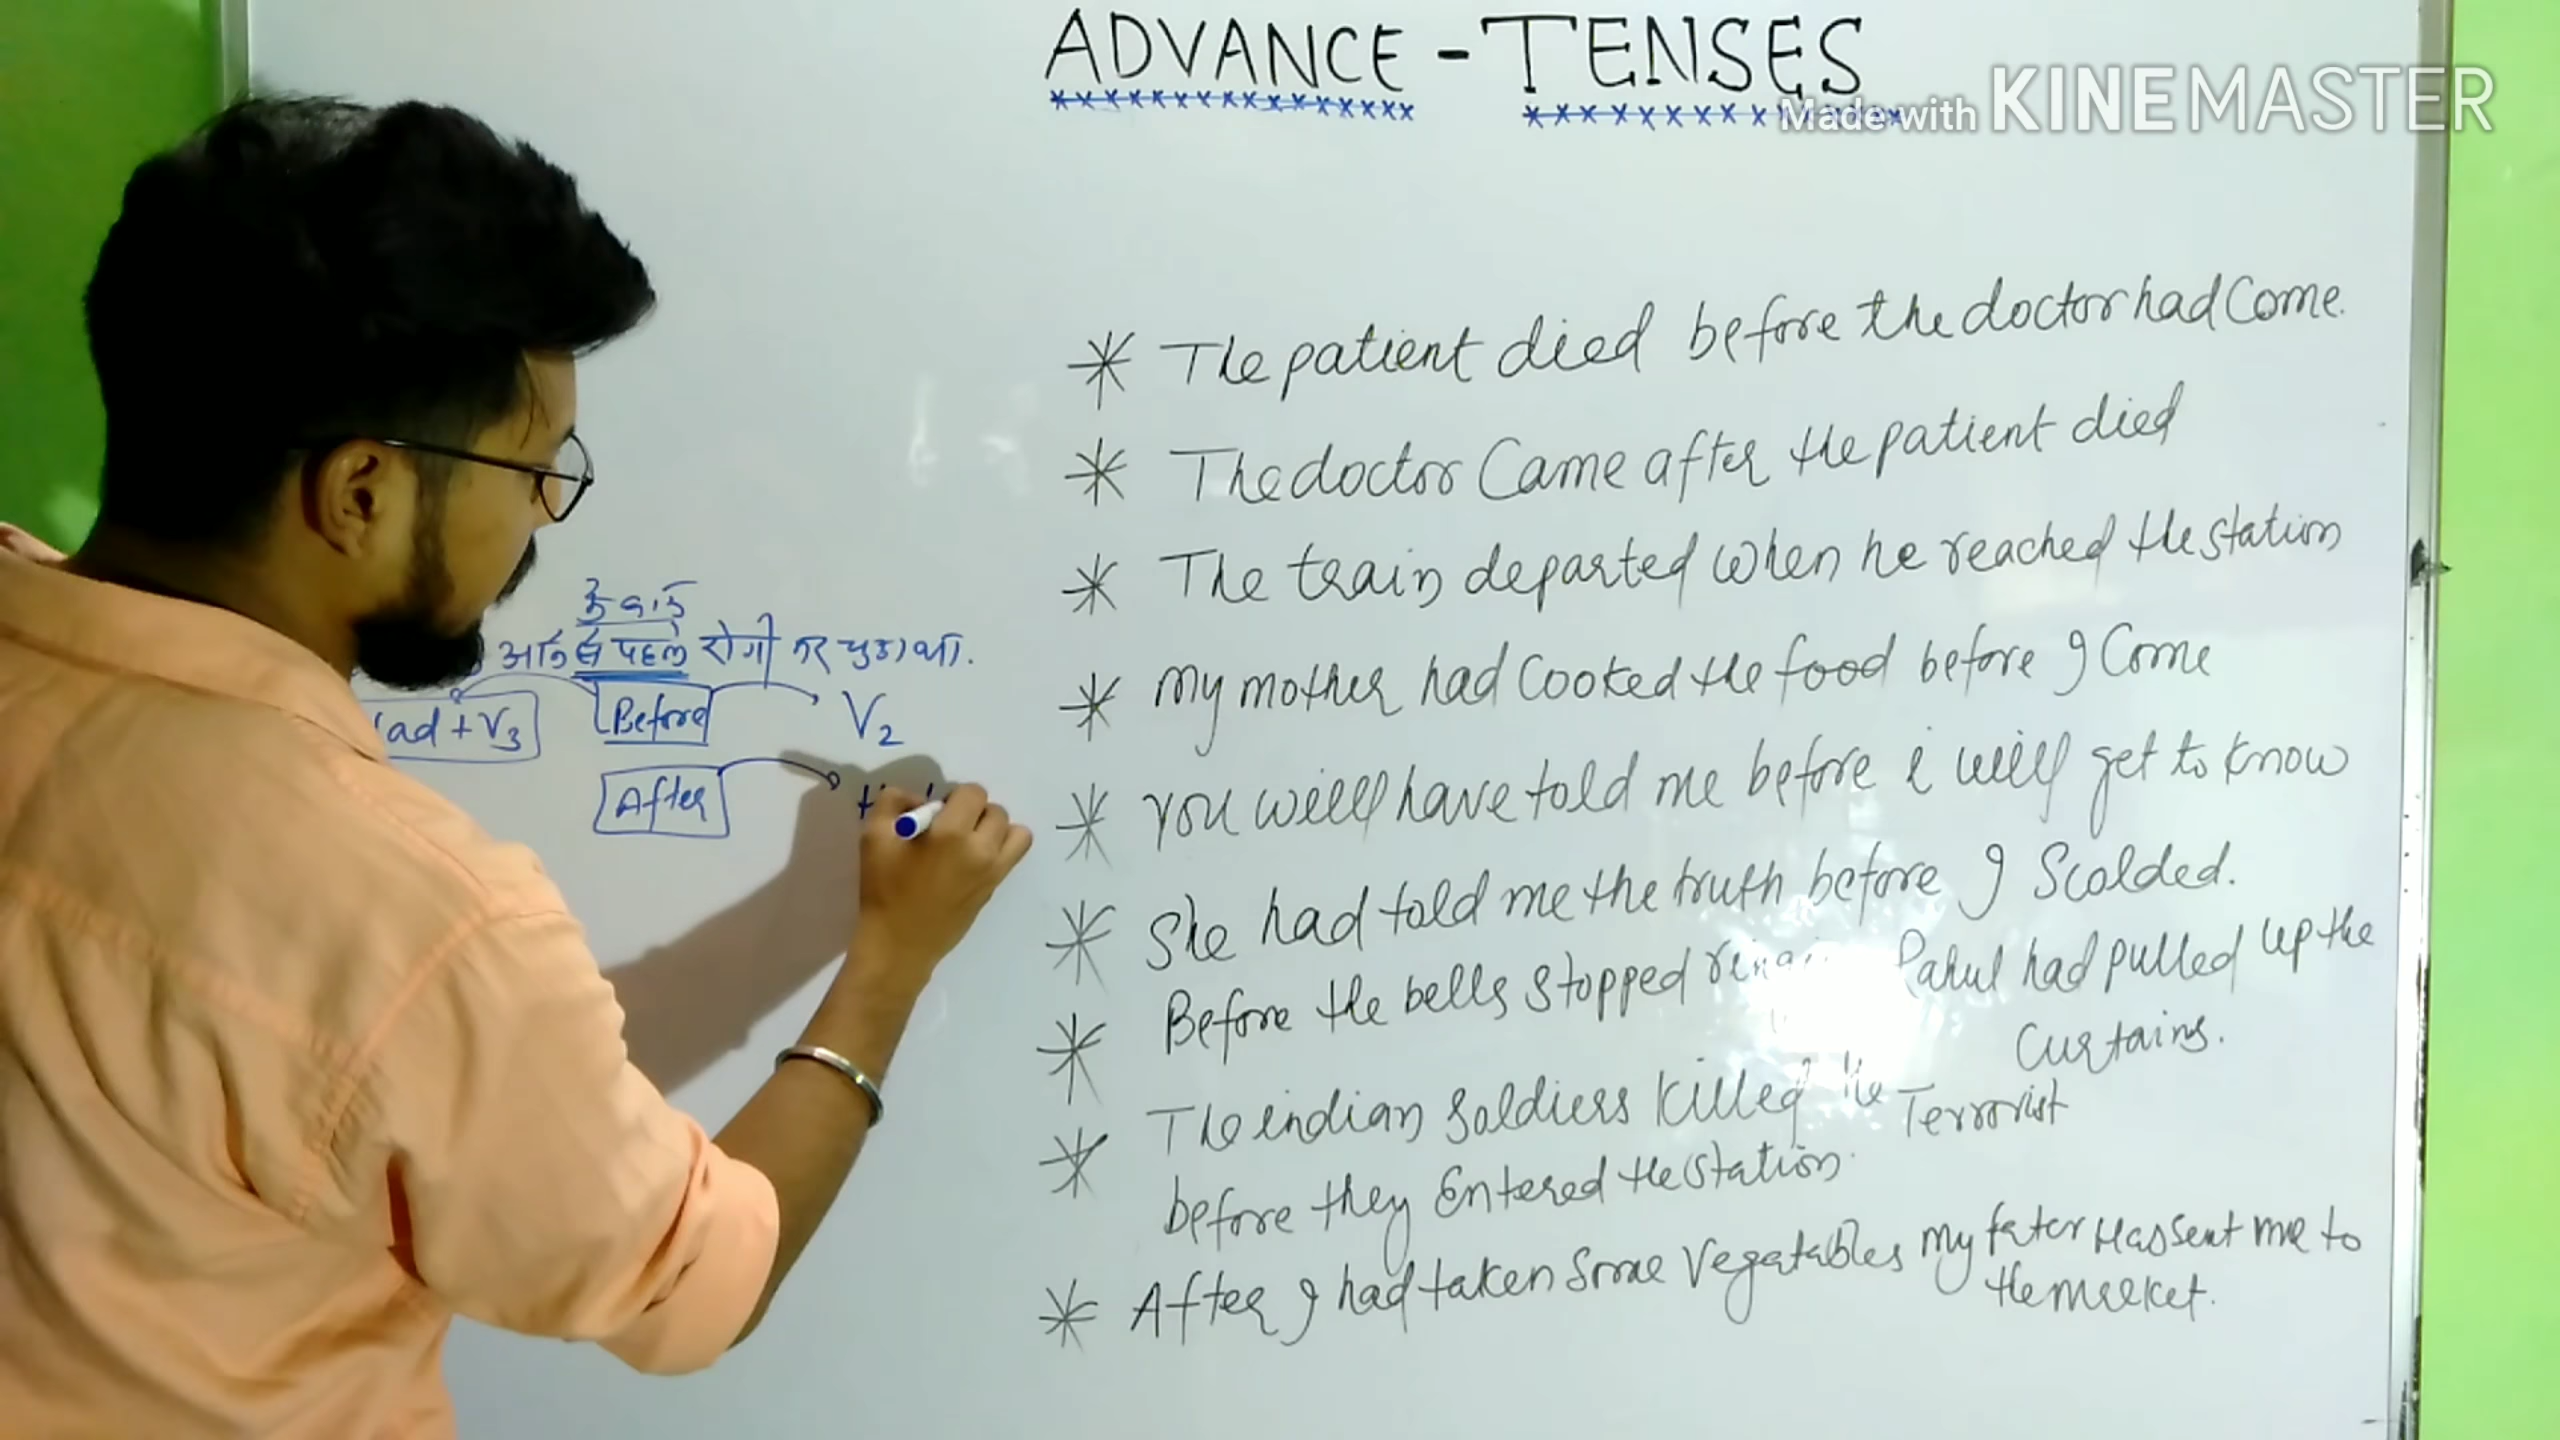 ADVANCE - TENSES
Made with KINEMASTER
* The patient died before the doctor had Come.
* The doctor Came after the patient died
* The train departed when he reached the station
* My mother had Cooked the food before I Come
* You will have told me before i will get to know
* She had told me the truth before I Scolded.
* Before the bells stopped Rahul had pulled up the
Curtains.
* The indian Soldiers killed the Terrorist
before they Entered the station.
* After I had taken Some Vegatables My fater Has sent me to
the
के बाद
से पहले रोगी मर चुका था.
ad + V3 Before V2
After